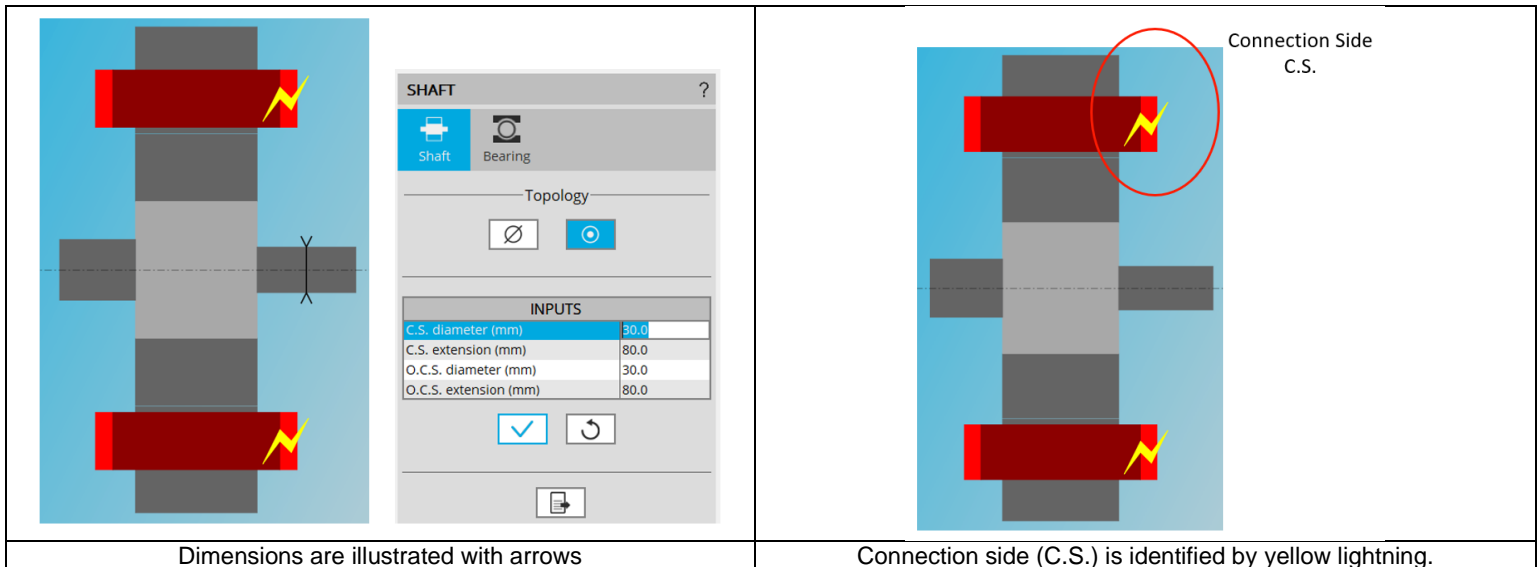 SHAFT ?
Shaft Bearing
Topology
INPUTS
C.S. diameter (mm) 30.0
C.S. extension (mm) 80.0
O.C.S. diameter (mm) 30.0
O.C.S. extension (mm) 80.0
Dimensions are illustrated with arrows
Connection Side
C.S.
Connection side (C.S.) is identified by yellow lightning.